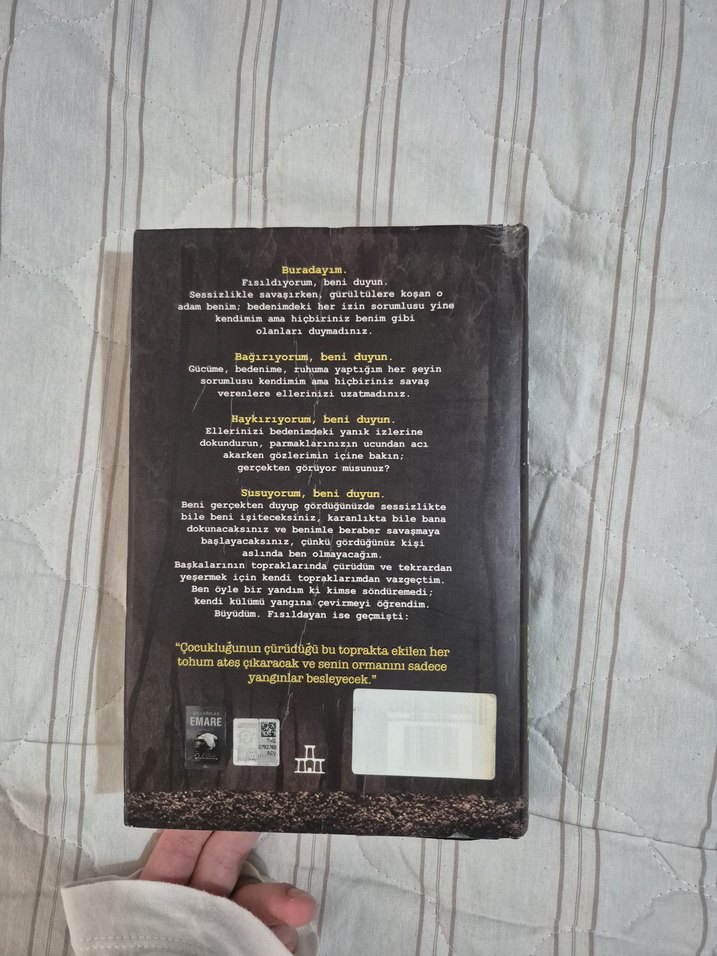 Buradayım.
Fısıldıyorum, beni duyun.
Sessizlikle savaşırken, gürültülere koşan o
adam benim; bedenimdeki her izin sorumlusu yine
kendimim ama hiçbiriniz benim gibi
olanları duymadınız.
Bağırıyorum, beni duyun.
Gücüme, bedenime, ruhuma yaptığım her şeyin
sorumlusu kendimim ama hiçbiriniz savaş
verenlere ellerinizi uzatmadınız.
Haykırıyorum, beni duyun.
Ellerinizi bedenimdeki yanık izlerine
dokundurun, parmaklarınızın ucundan acı
akarken gözlerimin içine bakın;
gerçekten görüyor musunuz?
Susuyorum, beni duyun.
Beni gerçekten duyup gördüğünüzde sessizlikte
bile beni işiteceksiniz, karanlıkta bile bana
dokunacaksınız ve benimle beraber savaşmaya
başlayacaksınız, çünkü gördüğünüz kişi
aslında ben olmayacağım.
Başkalarının topraklarında çürüdüm ve tekrardan
yeşermek için kendi topraklarımdan vazgeçtim.
Ben öyle bir yandım ki kimse söndüremedi;
kendi külümü yangına çevirmeyi öğrendim.
Büyüdüm. Fısıldayan ise geçmişti:
“Çocukluğunun çürüdüğü bu toprakta ekilen her
tohum ateş çıkaracak ve senin ormanını sadece
yangınlar besleyecek.”
EMARE